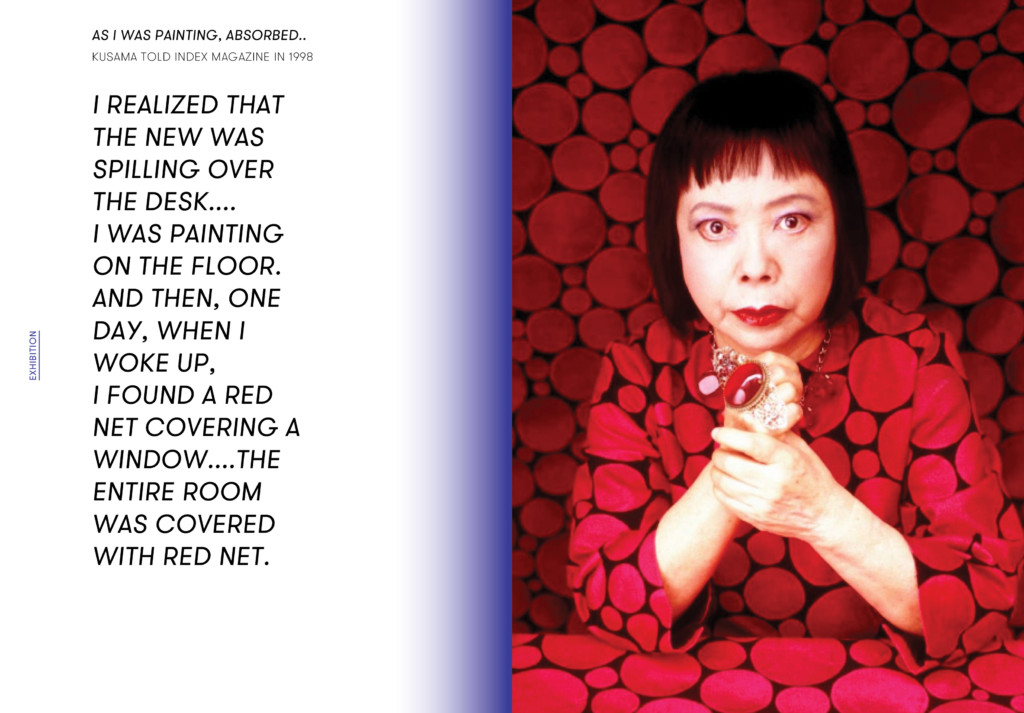 AS I WAS PAINTING, ABSORBED..
KUSAMA TOLD INDEX MAGAZINE IN 1998
I REALIZED THAT
THE NEW WAS
SPILLING OVER
THE DESK....
I WAS PAINTING
ON THE FLOOR.
AND THEN, ONE
DAY, WHEN I
WOKE UP,
I FOUND A RED
NET COVERING A
WINDOW....THE
ENTIRE ROOM
WAS COVERED
WITH RED NET.
EXHIBITION